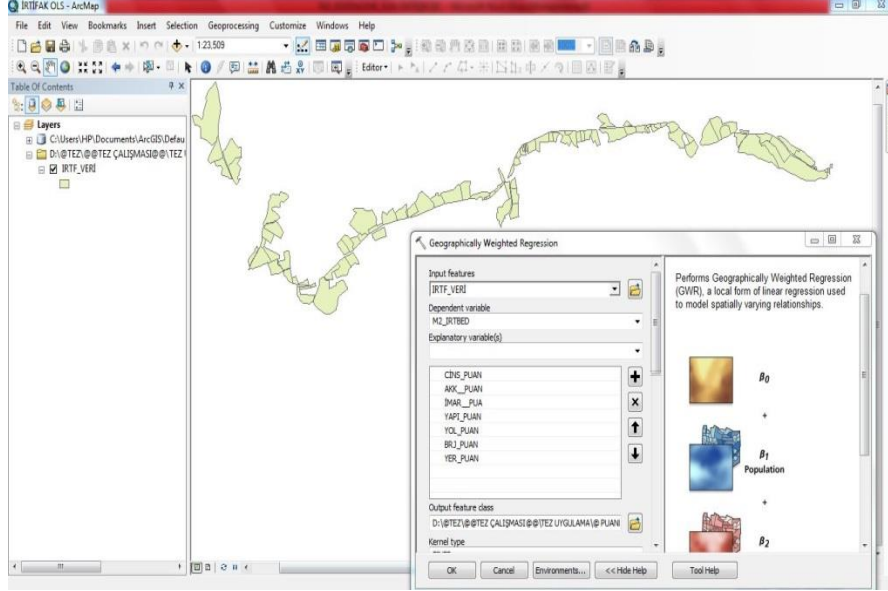 İRTİFAK OLS - ArcMap
File Edit View Bookmarks Insert Selection Geoprocessing Customize Windows Help
1:23,509
Editor
Table Of Contents
Layers
C:\Users\HP\Documents\ArcGIS\Defau
D:\@TEZ\@@TEZ ÇALIŞMASI@@\TEZ
IRTF_VERİ
Geographically Weighted Regression
Input features
IRTF_VERİ
Dependent variable
M2_IRTBED
Explanatory variable(s)
CINS_PUAN
AKK__PUAN
İMAR__PUA
YAPI_PUAN
YOL_PUAN
BRJ_PUAN
YER_PUAN
Output feature class
D:\@TEZ\@@TEZ ÇALIŞMASI@@\TEZ UYGULAMA\@ PUANI
Kernel type
OK Cancel Environments... << Hide Help Tool Help
Performs Geographically Weighted Regression
(GWR), a local form of linear regression used
to model spatially varying relationships.
β0
+
β1
Population
+
β2